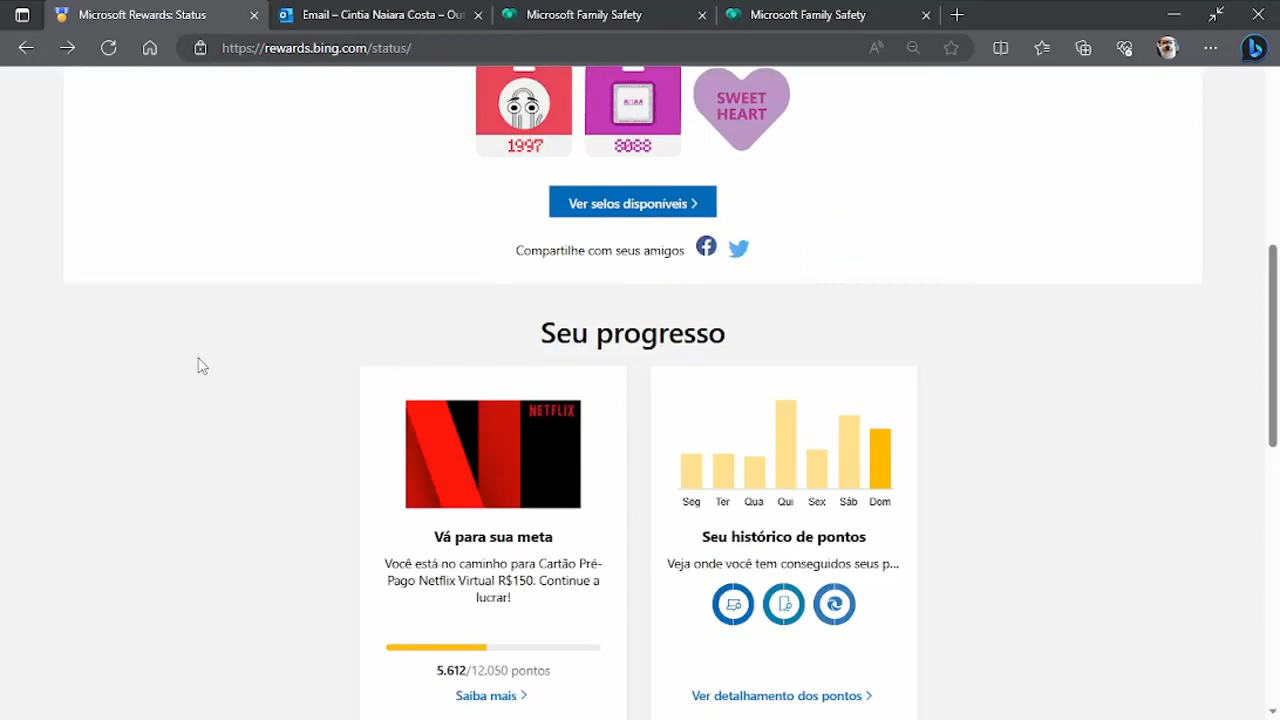 Microsoft Rewards: Status
Email – Cintia Naiara Costa – Out
Microsoft Family Safety
Microsoft Family Safety
https://rewards.bing.com/status/
SWEET
HEART
1997
8088
Ver selos disponíveis
Compartilhe com seus amigos
Seu progresso
NETFLIX
Seg Ter Qua Qui Sex Sáb Dom
Vá para sua meta
Você está no caminho para Cartão Pré-
Pago Netflix Virtual R$150. Continue a
lucrar!
5.612/12.050 pontos
Saiba mais
Seu histórico de pontos
Veja onde você tem conseguidos seus p...
Ver detalhamento dos pontos